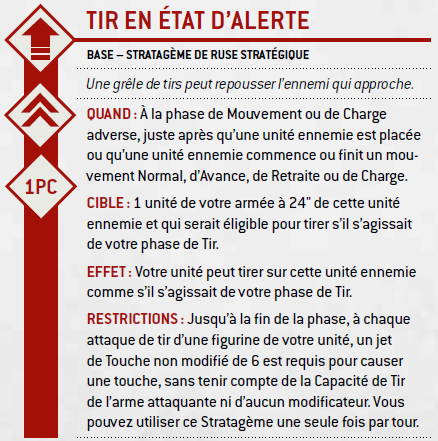 TIR EN ÉTAT D'ALERTE
BASE – STRATAGÈME DE RUSE STRATÉGIQUE
Une grêle de tirs peut repousser l'ennemi qui approche.
QUAND : À la phase de Mouvement ou de Charge
adverse, juste après qu'une unité ennemie est placée
ou qu'une unité ennemie commence ou finit un mou-
vement Normal, d'Avance, de Retraite ou de Charge.
1PC
CIBLE : 1 unité de votre armée à 24" de cette unité
ennemie et qui serait éligible pour tirer s'il s'agissait
de votre phase de Tir.
EFFET : Votre unité peut tirer sur cette unité ennemie
comme s'il s'agissait de votre phase de Tir.
RESTRICTIONS : Jusqu'à la fin de la phase, à chaque
attaque de tir d'une figurine de votre unité, un jet
de Touche non modifié de 6 est requis pour causer
une touche, sans tenir compte de la Capacité de Tir
de l'arme attaquante ni d'aucun modificateur. Vous
pouvez utiliser ce Stratagème une seule fois par tour.